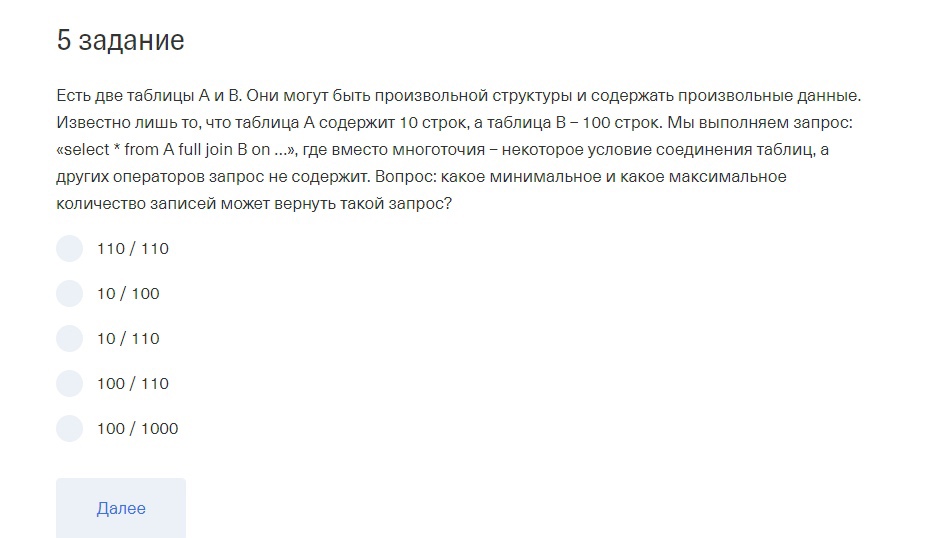 5 задание
Есть две таблицы А и В. Они могут быть произвольной структуры и содержать произвольные данные.
Известно лишь то, что таблица А содержит 10 строк, а таблица В – 100 строк. Мы выполняем запрос:
«select * from A full join B on ...», где вместо многоточия – некоторое условие соединения таблиц, а
других операторов запрос не содержит. Вопрос: какое минимальное и какое максимальное
количество записей может вернуть такой запрос?
110 / 110
10 / 100
10 / 110
100 / 110
100 / 1000
Далее